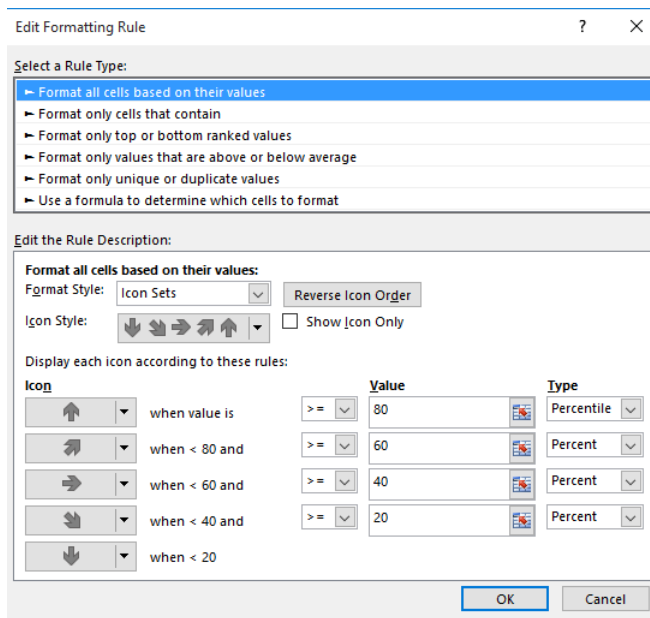 Edit Formatting Rule ? ×
Select a Rule Type:
► Format all cells based on their values
► Format only cells that contain
► Format only top or bottom ranked values
► Format only values that are above or below average
► Format only unique or duplicate values
► Use a formula to determine which cells to format
Edit the Rule Description:
Format all cells based on their values:
Format Style: Icon Sets Reverse Icon Order
Icon Style: Show Icon Only
Display each icon according to these rules:
Icon Value Type
when value is >= 80 Percentile
when < 80 and >= 60 Percent
when < 60 and >= 40 Percent
when < 40 and >= 20 Percent
when < 20
OK Cancel